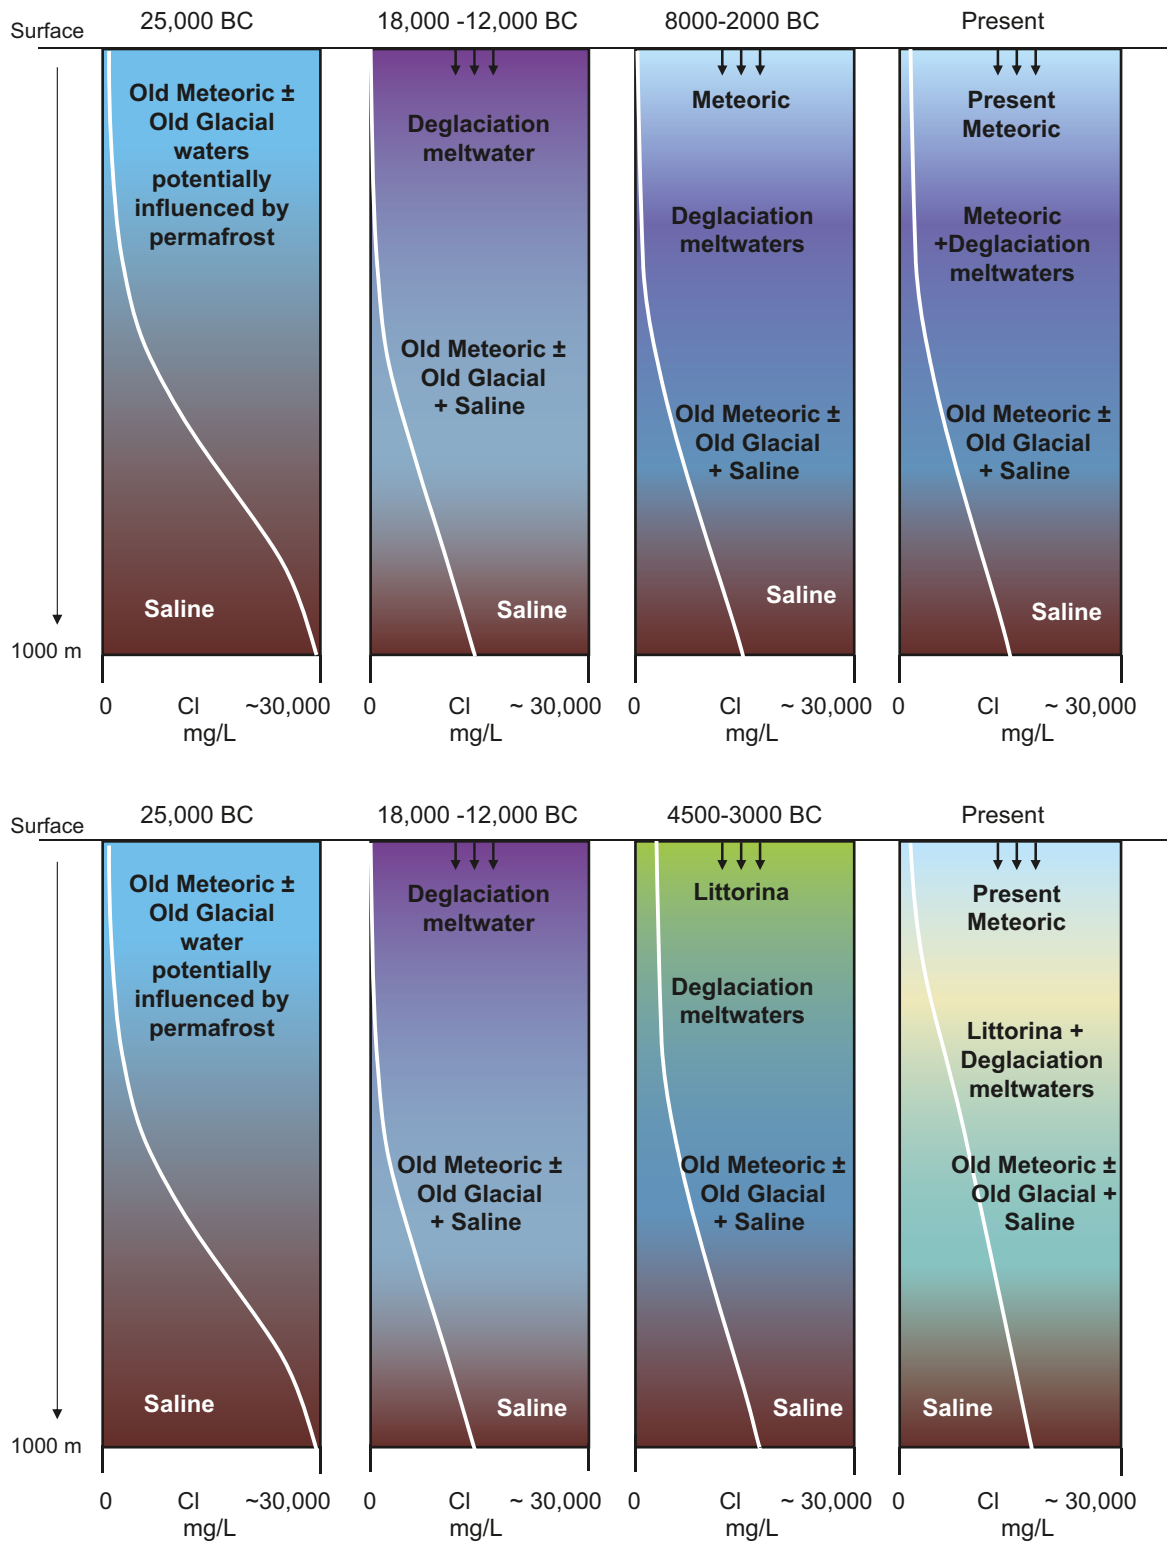 25,000 BC
18,000 -12,000 BC
8000-2000 BC
Present
Surface
Old Meteoric ±
Old Glacial
waters
potentially
influenced by
permafrost
Saline
Deglaciation
meltwater
Old Meteoric ±
Old Glacial
+ Saline
Saline
Meteoric
Deglaciation
meltwaters
Old Meteoric ±
Old Glacial
+ Saline
Saline
Present
Meteoric
Meteoric
+Deglaciation
meltwaters
Old Meteoric ±
Old Glacial
+ Saline
Saline
1000 m
0 Cl ~30,000
mg/L
0 Cl ~ 30,000
mg/L
0 Cl ~ 30,000
mg/L
0 Cl ~ 30,000
mg/L
25,000 BC
18,000 -12,000 BC
4500-3000 BC
Present
Surface
Old Meteoric ±
Old Glacial
water
potentially
influenced by
permafrost
Saline
Deglaciation
meltwater
Old Meteoric ±
Old Glacial
+ Saline
Saline
Littorina
Deglaciation
meltwaters
Old Meteoric ±
Old Glacial
+ Saline
Saline
Present
Meteoric
Littorina +
Deglaciation
meltwaters
Old Meteoric ±
Old Glacial +
Saline
Saline
1000 m
0 Cl ~30,000
mg/L
0 Cl ~ 30,000
mg/L
0 Cl ~ 30,000
mg/L
0 Cl ~ 30,000
mg/L